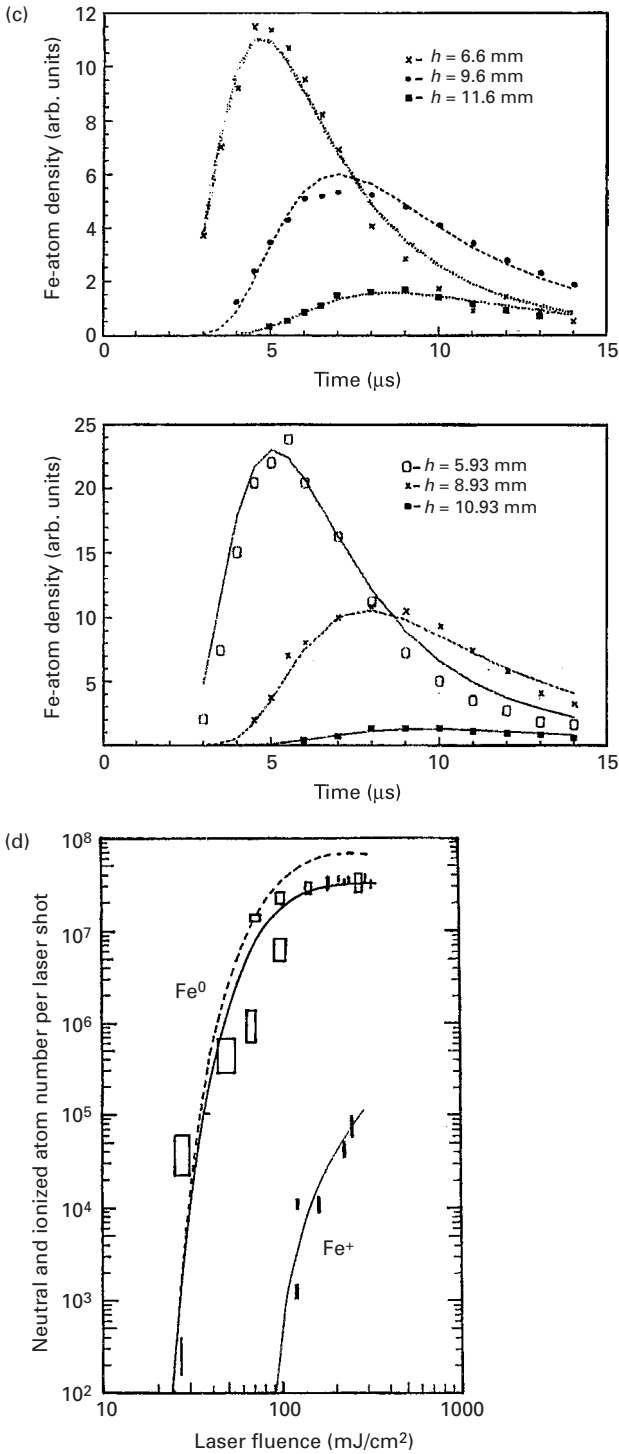 (c)
12
10
8
6
4
2
0
Fe-atom density (arb. units)
h = 6.6 mm
h = 9.6 mm
h = 11.6 mm
0
5
10
15
Time (μs)
25
20
15
10
5
Fe-atom density (arb. units)
h = 5.93 mm
h = 8.93 mm
h = 10.93 mm
0
5
10
15
Time (μs)
(d)
10⁸
10⁷
10⁶
10⁵
10⁴
10³
10²
Neutral and ionized atom number per laser shot
Fe⁰
Fe⁺
10
100
1000
Laser fluence (mJ/cm²)